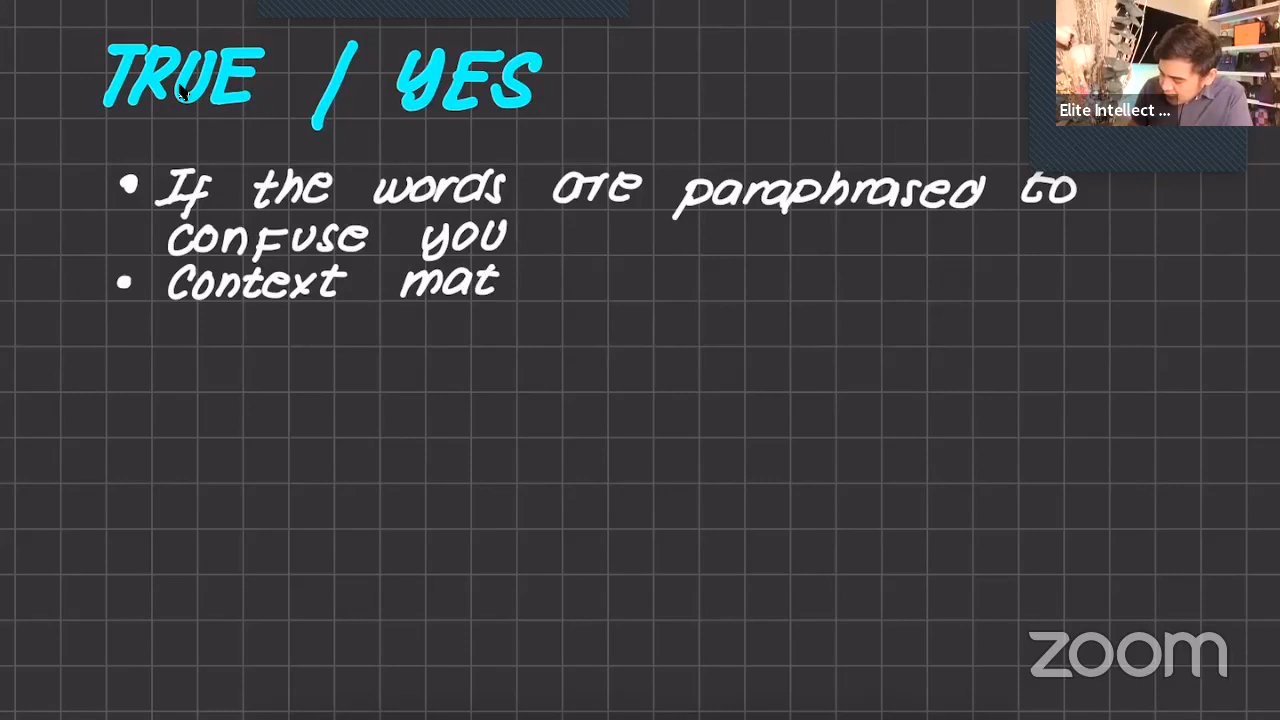 TRUE / YES
Elite Intellect ...
• If the words are paraphrased to
confuse you
• Context mat
zoom